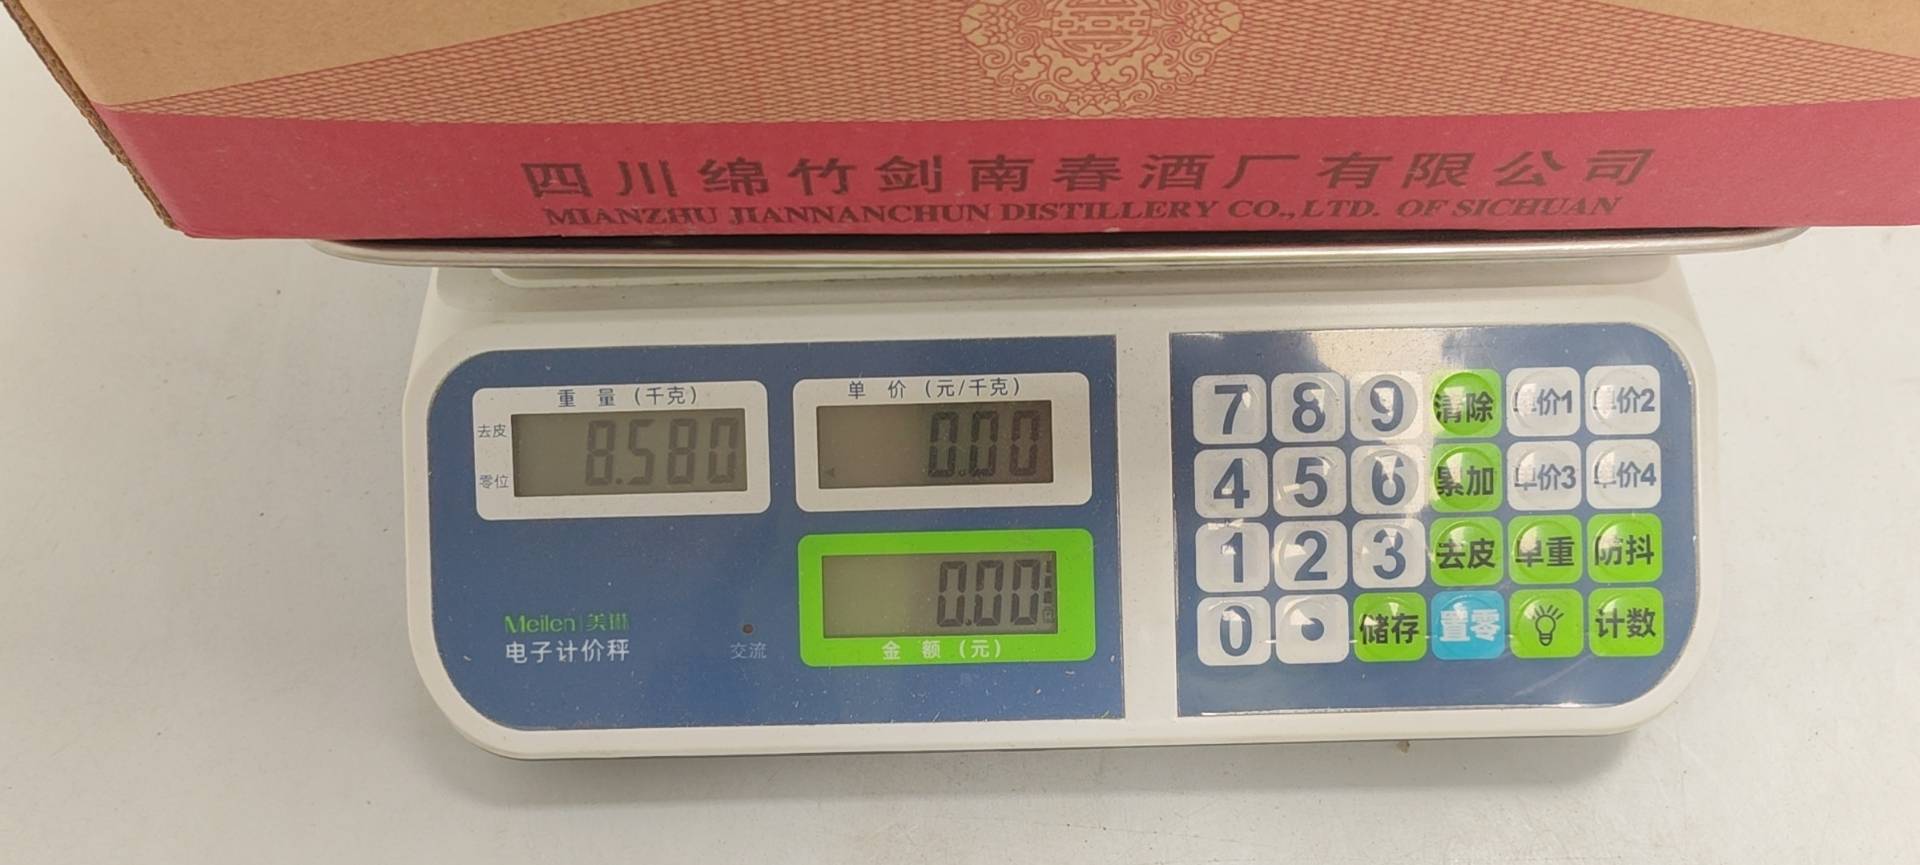 四川绵竹剑南春酒厂有限公司
MIANZHU JIANNANCHUN DISTILLERY CO.,LTD. OF SICHUAN
重 量 (千克)
去皮
零位
8.580
单 价 (元/千克)
0.00
0.00
金 额 (元)
Meilen 美琳
电子计价秤
交流
7 8 9 清除 单价1 单价2
4 5 6 累加 单价3 单价4
1 2 3 去皮 单重 防抖
0 • 储存 置零 计数